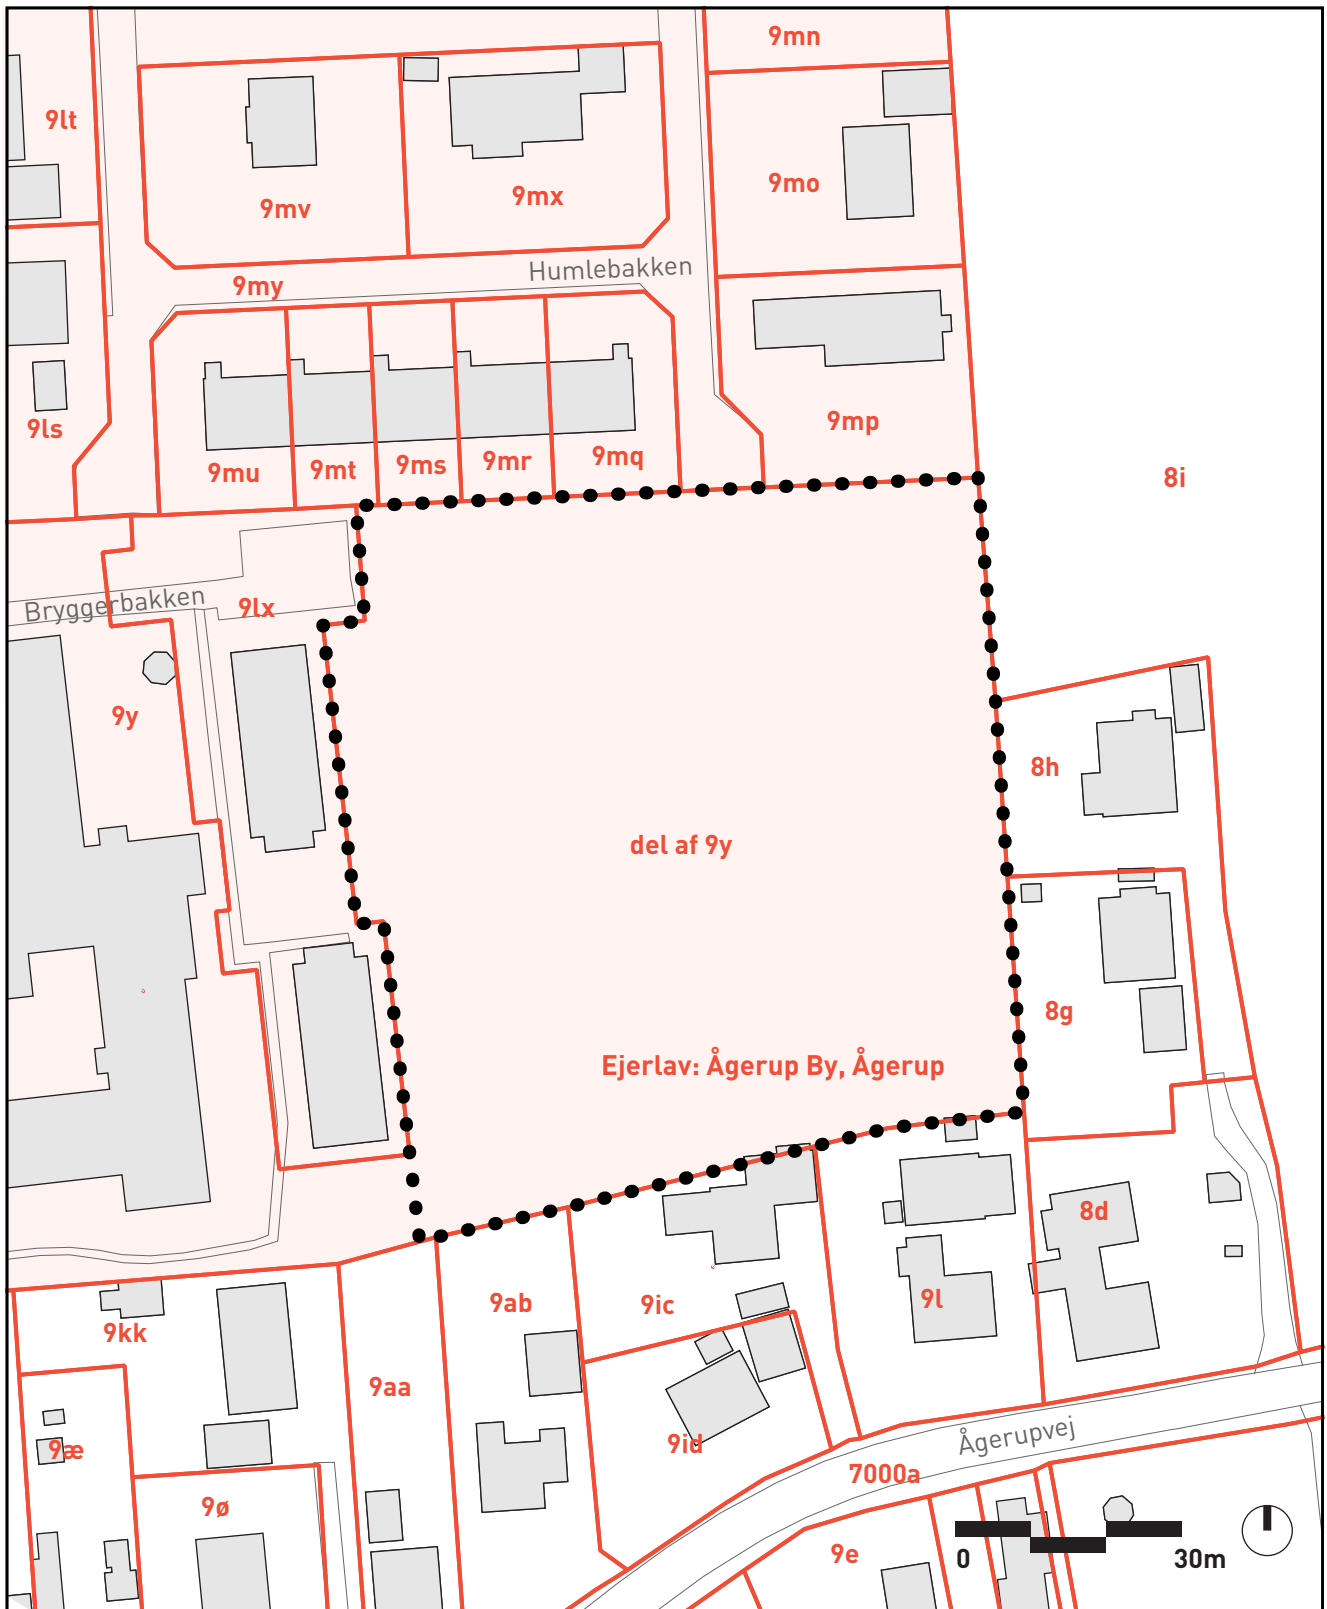 9mn
9lt
9mo
9mx
9mv
Humlebakken
9my
9mp
9ls
9mq
9mr
9ms
9mt
9mu
8i
Bryggerbakken
9lx
9y
8h
del af 9y
8g
Ejerlav: Ågerup By, Ågerup
8d
9l
9ab
9ic
9kk
9aa
Ågerupvej
9id
9æ
7000a
9ø
9e
0
30m